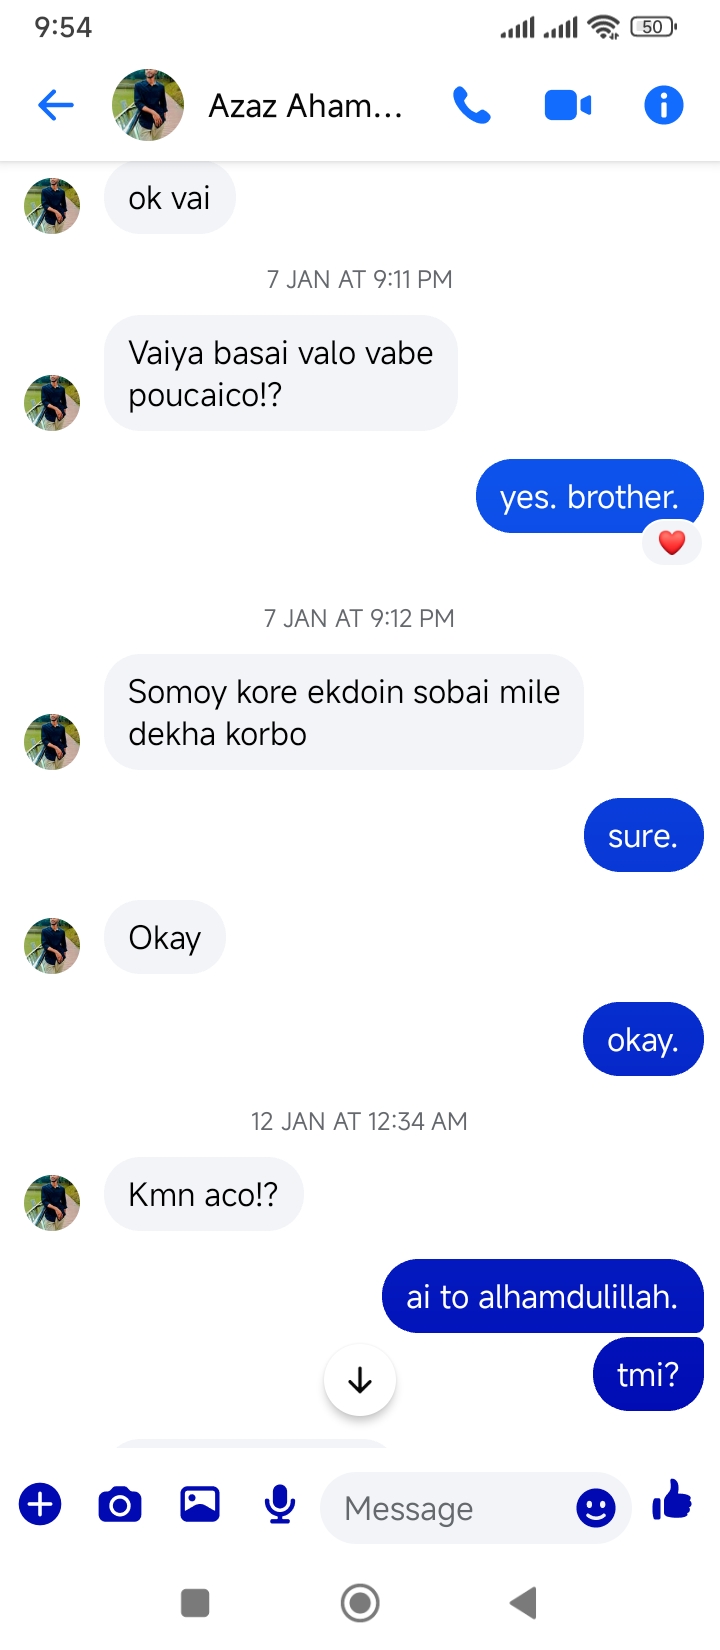 9:54
50
Azaz Aham...
ok vai
7 JAN AT 9:11 PM
Vaiya basai valo vabe
poucaico!?
yes. brother.
7 JAN AT 9:12 PM
Somoy kore ekdoin sobai mile
dekha korbo
sure.
Okay
okay.
12 JAN AT 12:34 AM
Kmn aco!?
ai to alhamdulillah.
tmi?
Message